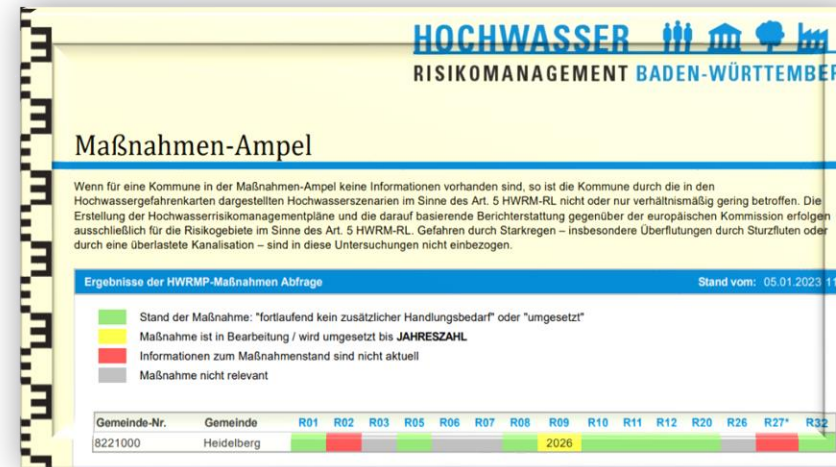 HOCHWASSER
RISIKOMANAGEMENT BADEN-WÜRTTEMBER
Maßnahmen-Ampel
Wenn für eine Kommune in der Maßnahmen-Ampel keine Informationen vorhanden sind, so ist die Kommune durch die in den
Hochwassergefahrenkarten dargestellten Hochwasserszenarien im Sinne des Art. 5 HWRM-RL nicht oder nur verhältnismäßig gering betroffen. Die
Erstellung der Hochwasserrisikomanagementpläne und die darauf basierende Berichterstattung gegenüber der europäischen Kommission erfolgen
ausschließlich für die Risikogebiete im Sinne des Art. 5 HWRM-RL. Gefahren durch Starkregen – insbesondere Überflutungen durch Sturzfluten oder
durch eine überlastete Kanalisation – sind in diese Untersuchungen nicht einbezogen.
Ergebnisse der HWRMP-Maßnahmen Abfrage Stand vom: 05.01.2023 11
Stand der Maßnahme: "fortlaufend kein zusätzlicher Handlungsbedarf" oder "umgesetzt"
Maßnahme ist in Bearbeitung / wird umgesetzt bis JAHRESZAHL
Informationen zum Maßnahmenstand sind nicht aktuell
Maßnahme nicht relevant
Gemeinde-Nr. Gemeinde R01 R02 R03 R05 R06 R07 R08 R09 R10 R11 R12 R20 R26 R27* R32
8221000 Heidelberg 2026